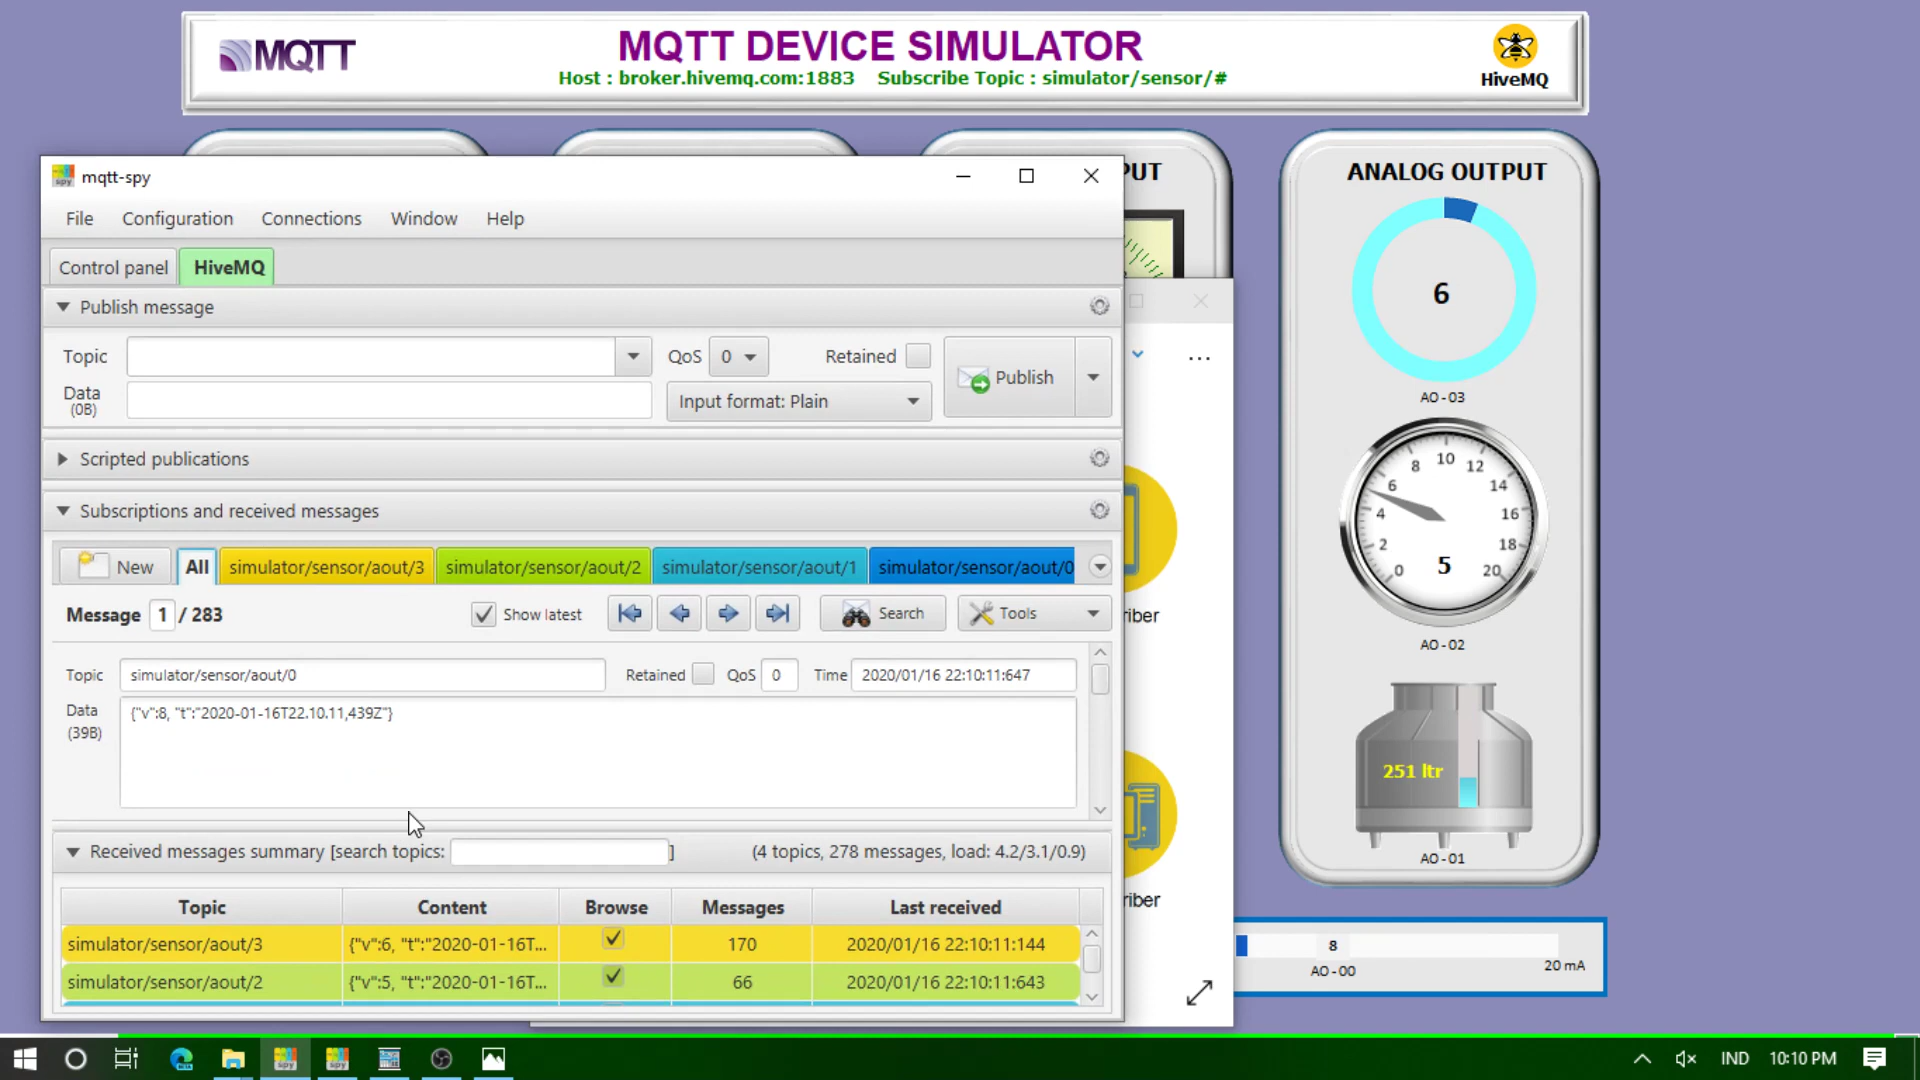 MQTT
MQTT DEVICE SIMULATOR
Host : broker.hivemq.com:1883 Subscribe Topic : simulator/sensor/#
HiveMQ
PUT
mqtt-spy
File Configuration Connections Window Help
Control panel HiveMQ
Publish message
Topic
QoS 0
Retained
Publish
Data
(0B)
Input format: Plain
Scripted publications
Subscriptions and received messages
New All simulator/sensor/aout/3 simulator/sensor/aout/2 simulator/sensor/aout/1 simulator/sensor/aout/0
Message 1 / 283
Show latest
Search
Tools
Topic simulator/sensor/aout/0 Retained QoS 0 Time 2020/01/16 22:10:11:647
Data
(39B)
{"v":8, "t":"2020-01-16T22.10.11,439Z"}
Received messages summary [search topics: ] (4 topics, 278 messages, load: 4.2/3.1/0.9)
Topic Content Browse Messages Last received
simulator/sensor/aout/3 {"v":6, "t":"2020-01-16T... 170 2020/01/16 22:10:11:144
simulator/sensor/aout/2 {"v":5, "t":"2020-01-16T... 66 2020/01/16 22:10:11:643
...
riber
riber
ANALOG OUTPUT
6
AO - 03
0 2 4 6 8 10 12 14 16 18 20
5
AO - 02
251 ltr
AO - 01
8
AO - 00
20 mA
spy
spy
IND 10:10 PM